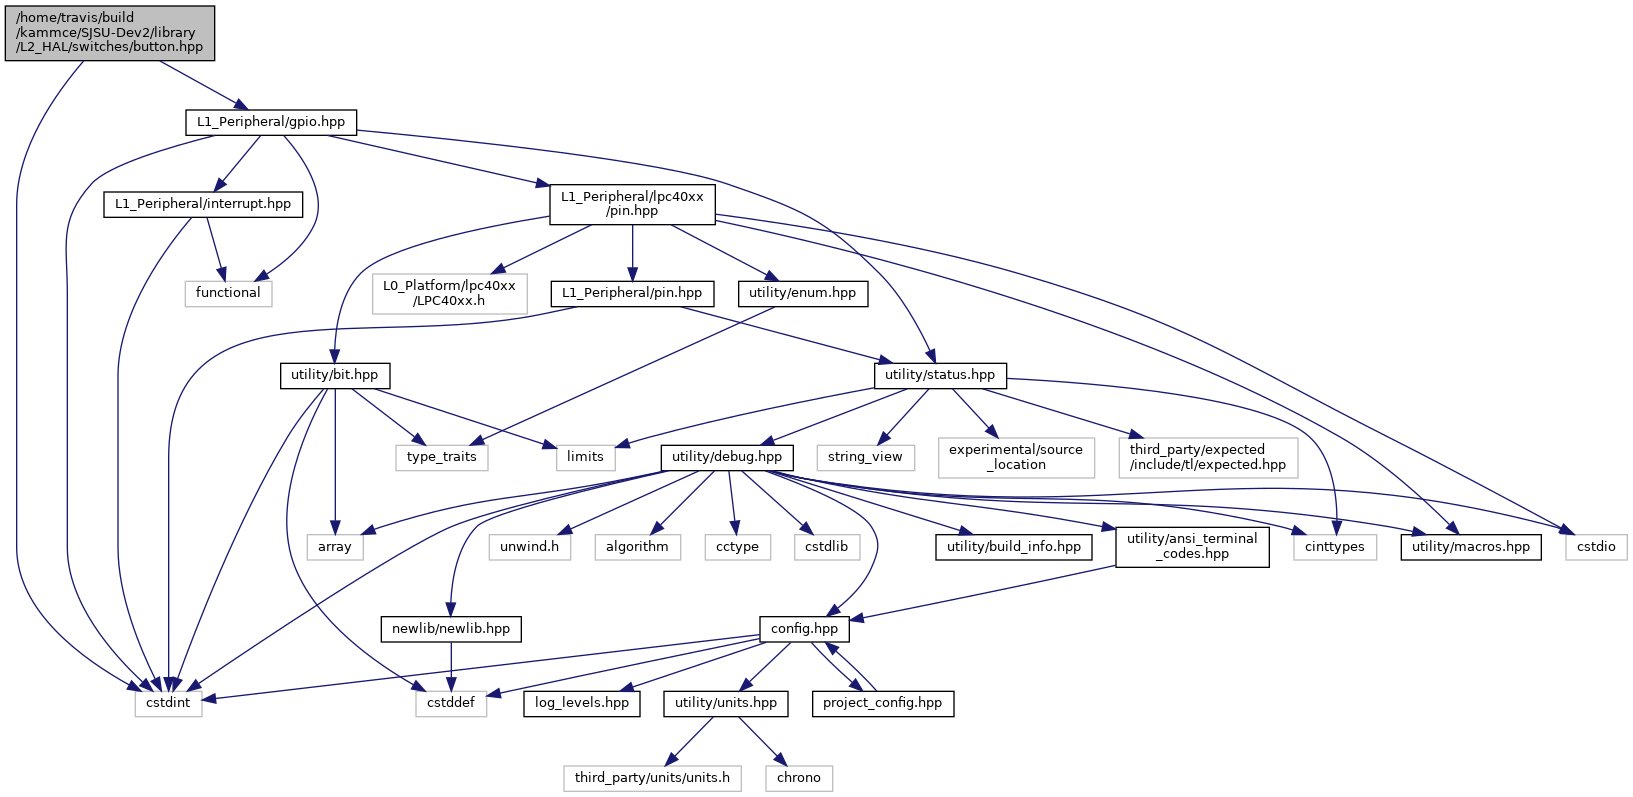 /home/travis/build
/kammce/SJSU-Dev2/library
/L2_HAL/switches/button.hpp
L1_Peripheral/gpio.hpp
L1_Peripheral/interrupt.hpp
L1_Peripheral/lpc40xx
/pin.hpp
functional
L0_Platform/lpc40xx
/LPC40xx.h
L1_Peripheral/pin.hpp
utility/enum.hpp
utility/bit.hpp
utility/status.hpp
type_traits
limits
utility/debug.hpp
string_view
experimental/source
_location
third_party/expected
/include/tl/expected.hpp
array
unwind.h
algorithm
cctype
cstdlib
utility/build_info.hpp
utility/ansi_terminal
_codes.hpp
cinttypes
utility/macros.hpp
cstdio
newlib/newlib.hpp
config.hpp
cstdint
cstddef
log_levels.hpp
utility/units.hpp
project_config.hpp
third_party/units/units.h
chrono